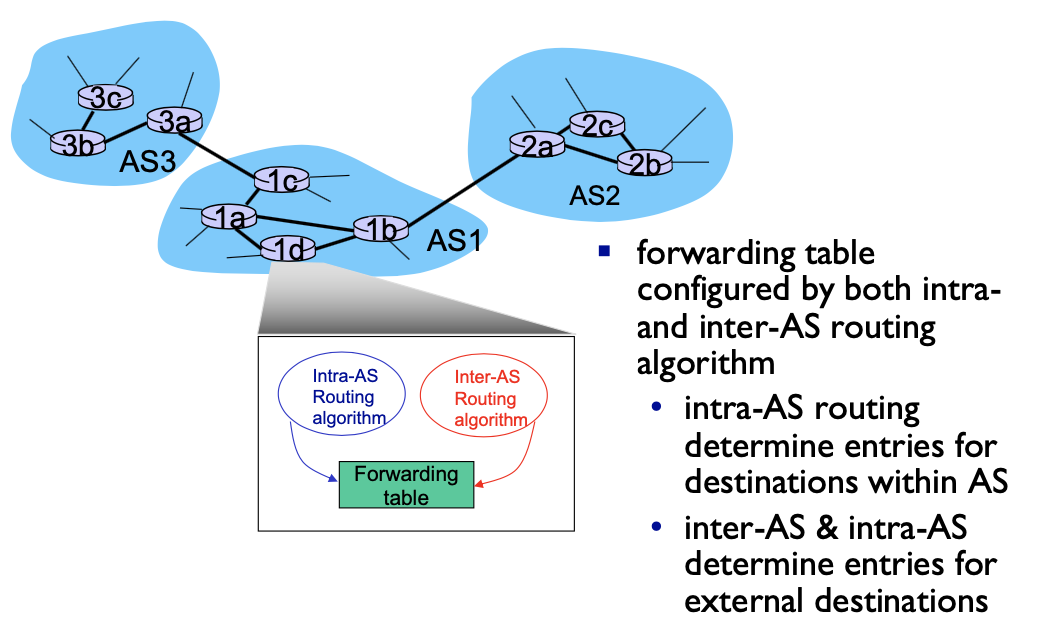 3c
3a
3b
AS3
2c
2a
2b
AS2
1c
1a
1b
AS1
1d
Intra-AS
Routing
algorithm
Inter-AS
Routing
algorithm
Forwarding
table
forwarding table
configured by both intra-
and inter-AS routing
algorithm
• intra-AS routing
determine entries for
destinations within AS
• inter-AS & intra-AS
determine entries for
external destinations